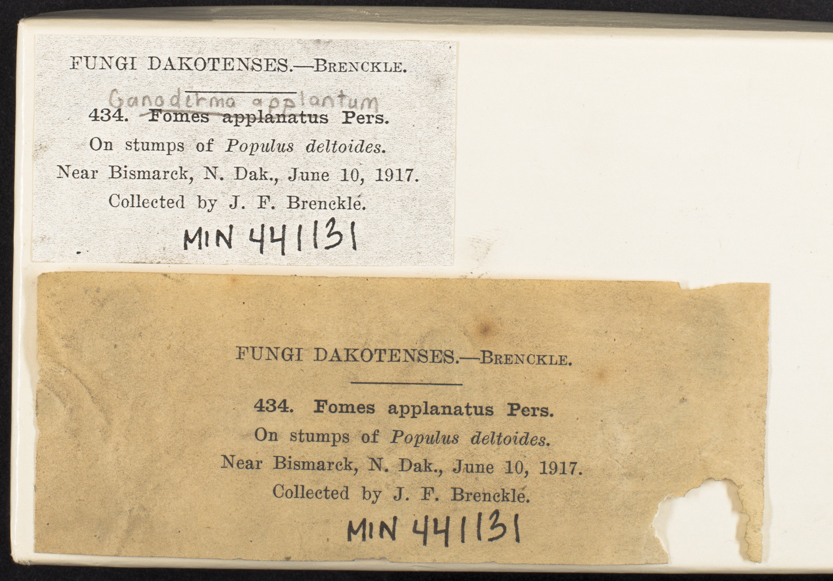 FUNGI DAKOTENSES.—BRENCKLE.
Ganoderma applantum
434. Fomes applanatus Pers.
On stumps of Populus deltoides.
Near Bismarck, N. Dak., June 10, 1917.
Collected by J. F. Brenckle.
MIN 441131
FUNGI DAKOTENSES.—BRENCKLE.
434. Fomes applanatus Pers.
On stumps of Populus deltoides.
Near Bismarck, N. Dak., June 10, 1917.
Collected by J. F. Brenckle.
MIN 441131